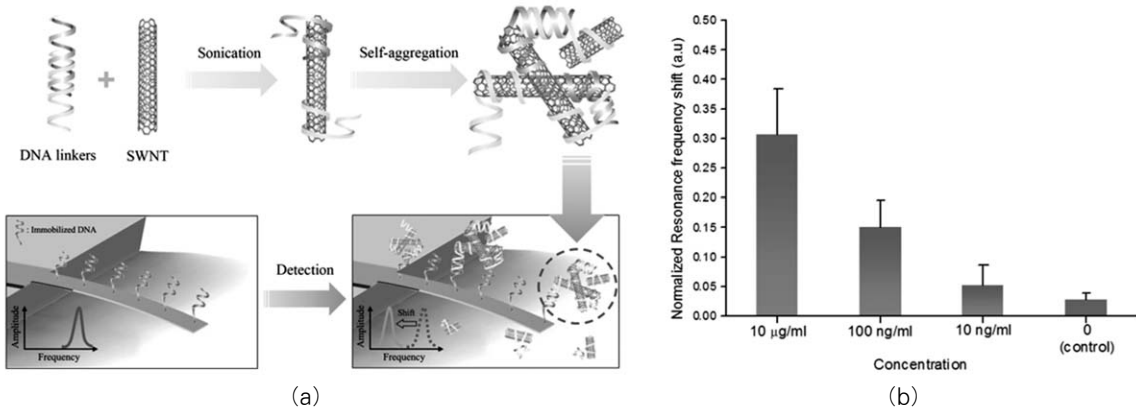 Sonication
Self-aggregation
DNA linkers
SWNT
: Immobilized DNA
Amplitude
Frequency
Detection
Amplitude
Shift
Frequency
(a)
Normalized Resonance frequency shift (a.u)
0.50
0.45
0.40
0.35
0.30
0.25
0.20
0.15
0.10
0.05
0.00
10 μg/ml
100 ng/ml
10 ng/ml
0
(control)
Concentration
(b)